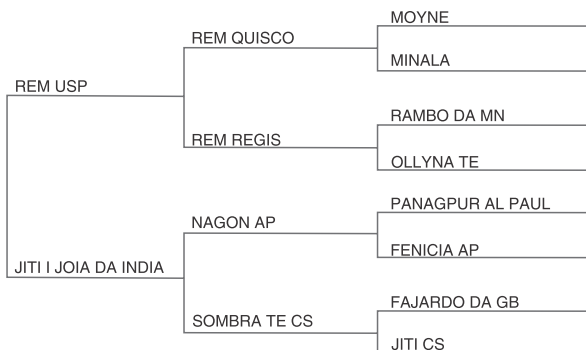 MOYNE
REM QUISCO
MINALA
REM USP
RAMBO DA MN
REM REGIS
OLLYNA TE
PANAGPUR AL PAUL
NAGON AP
FENICIA AP
JITI I JOIA DA INDIA
FAJARDO DA GB
SOMBRA TE CS
JITI CS